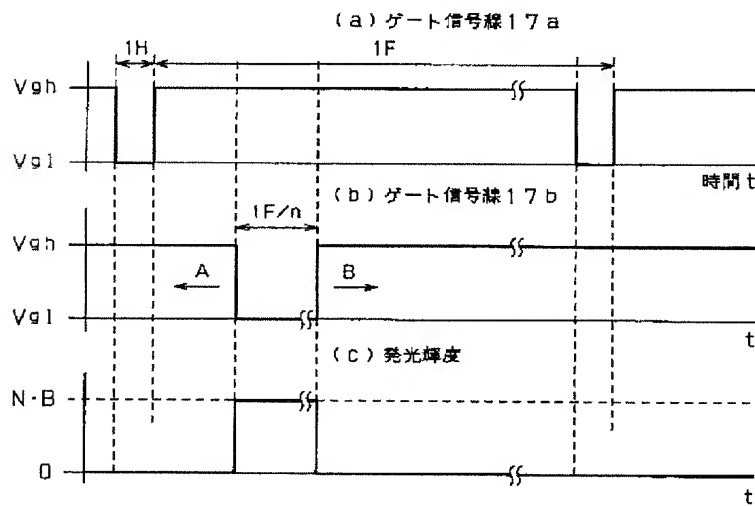 (a)ゲート信号線17a
1H
1F
Vgh
Vgl
時間t
(b)ゲート信号線17b
1F/n
Vgh
A
B
Vgl
t
(c)発光輝度
N·B
0
t